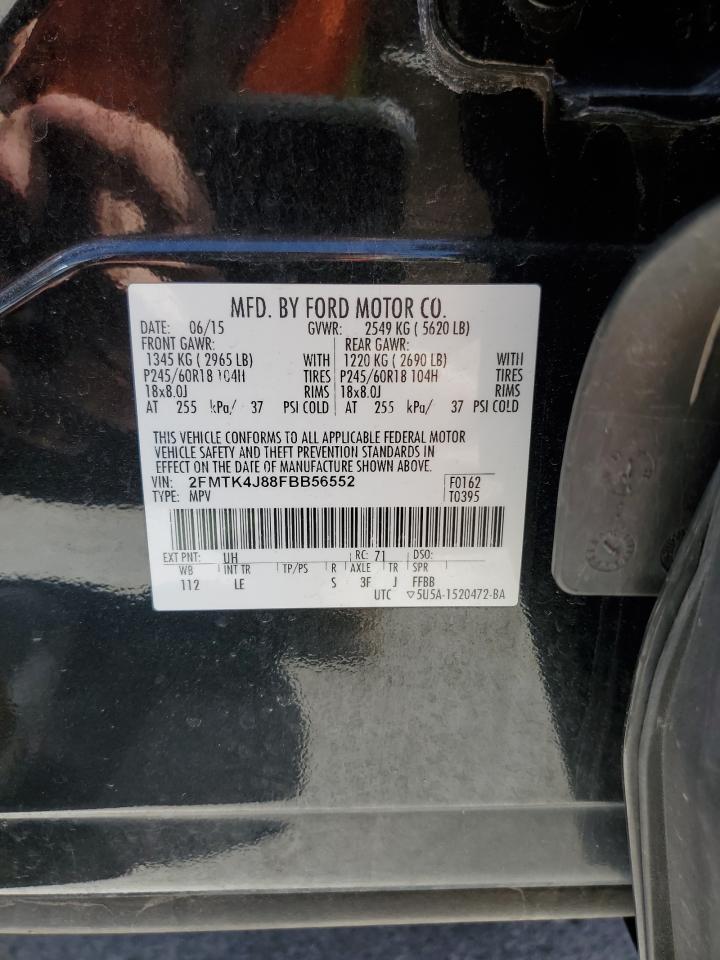 MFD. BY FORD MOTOR CO.
DATE: 06/15 GVWR: 2549 KG ( 5620 LB)
FRONT GAWR: REAR GAWR:
1345 KG ( 2965 LB) WITH 1220 KG ( 2690 LB) WITH
P245/60R18 104H TIRES P245/60R18 104H TIRES
18x8.0J RIMS 18x8.0J RIMS
AT 255 kPa/ 37 PSI COLD AT 255 kPa/ 37 PSI COLD
THIS VEHICLE CONFORMS TO ALL APPLICABLE FEDERAL MOTOR
VEHICLE SAFETY AND THEFT PREVENTION STANDARDS IN
EFFECT ON THE DATE OF MANUFACTURE SHOWN ABOVE.
VIN: 2FMTK4J88FBB56552 F0162
TYPE: MPV T0395
EXT PNT: UH RC: 71 DSO:
WB INT TR TP/PS R AXLE TR SPR
112 LE S 3F J FFBB
UTC ▽5U5A-1520472-BA